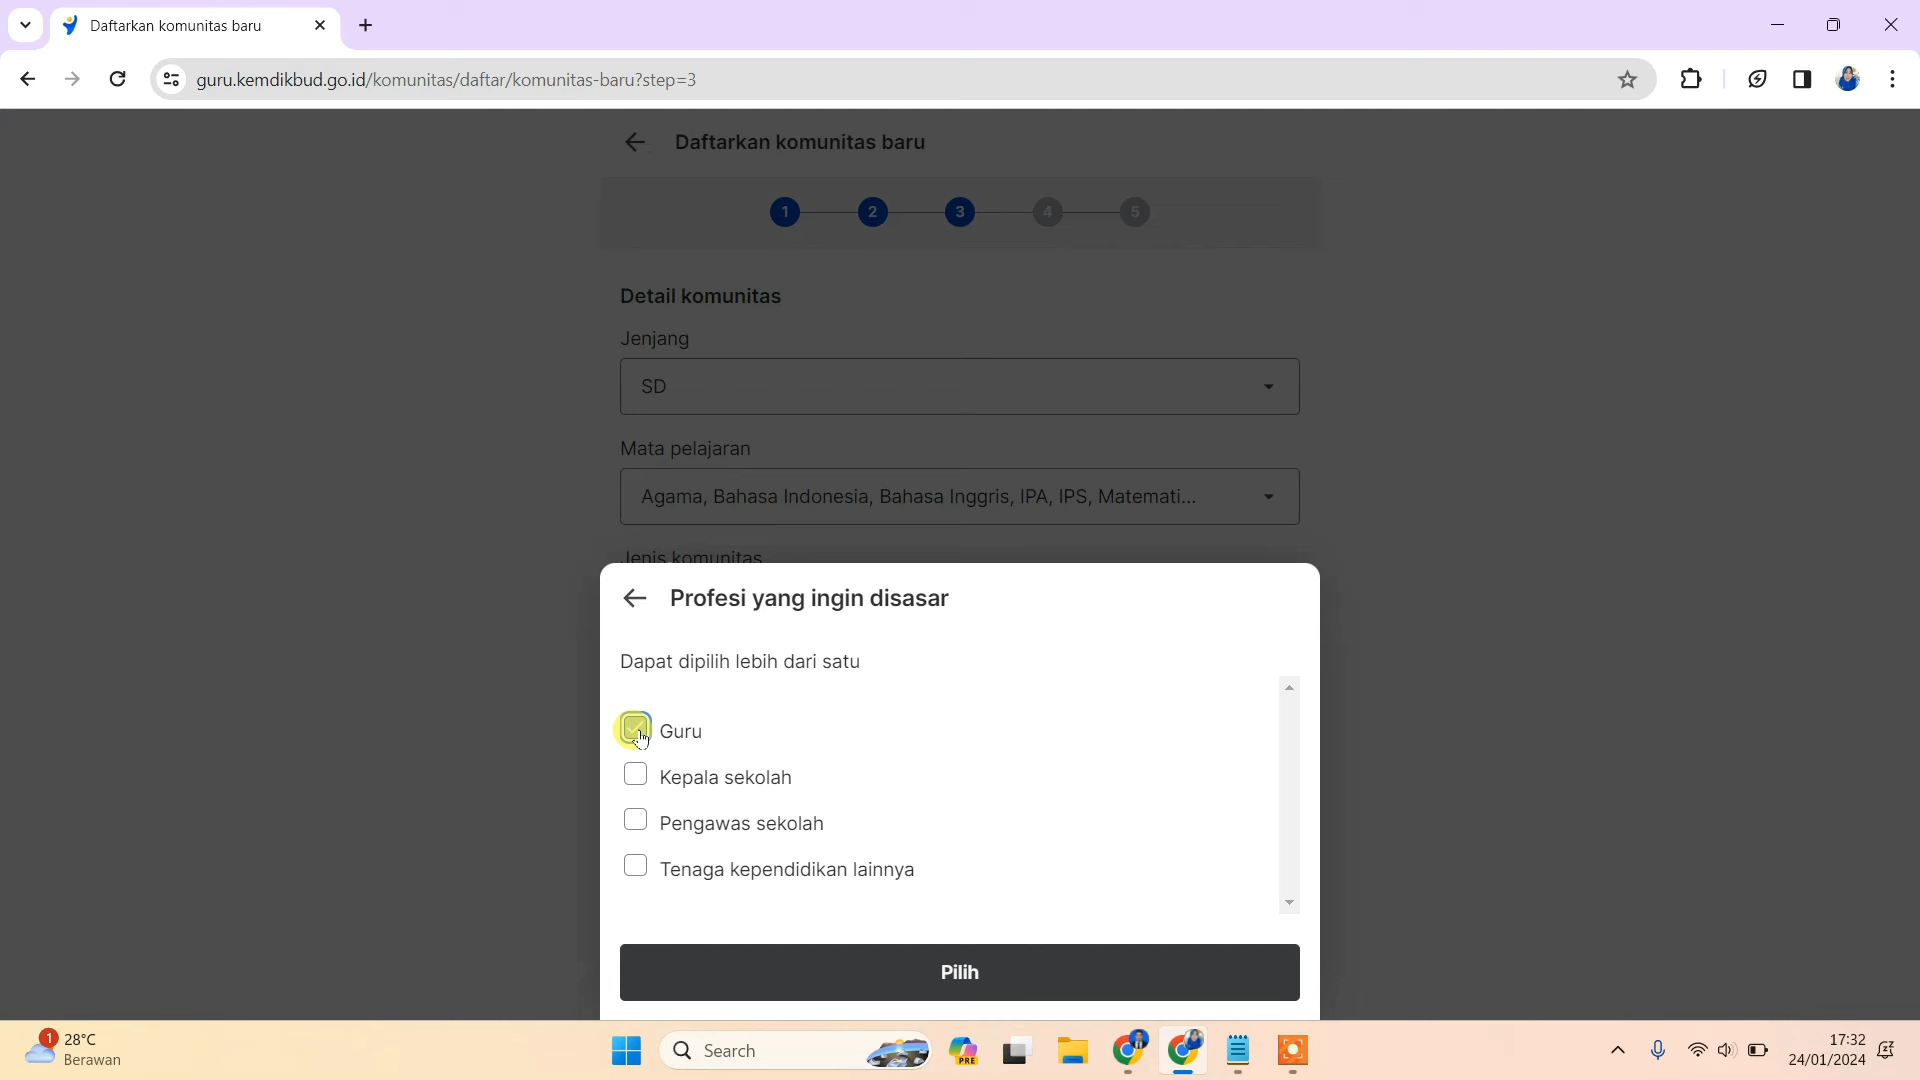 Daftarkan komunitas baru
guru.kemdikbud.go.id/komunitas/daftar/komunitas-baru?step=3
Daftarkan komunitas baru
1 2 3 4 5
Detail komunitas
Jenjang
SD
Mata pelajaran
Agama, Bahasa Indonesia, Bahasa Inggris, IPA, IPS, Matemati...
Jenis komunitas
Profesi yang ingin disasar
Dapat dipilih lebih dari satu
Guru
Kepala sekolah
Pengawas sekolah
Tenaga kependidikan lainnya
Pilih
1
28°C
Berawan
Search
PRE
17:32
24/01/2024